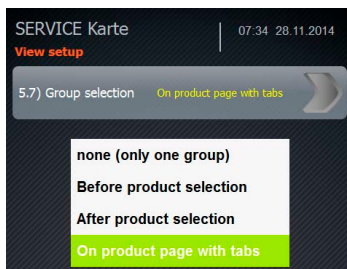 SERVICE Karte
07:34 28.11.2014
View setup
5.7) Group selection On product page with tabs
none (only one group)
Before product selection
After product selection
On product page with tabs